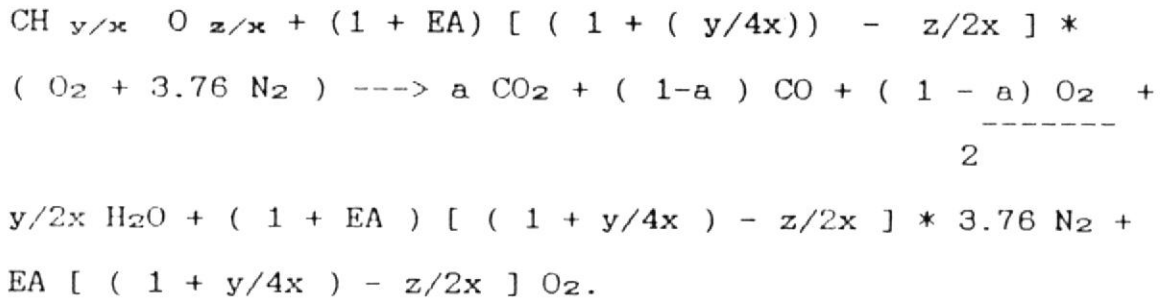 CH y/x O z/x + (1 + EA) [ ( 1 + ( y/4x)) - z/2x ] *
( O2 + 3.76 N2 ) ---> a CO2 + ( 1-a ) CO + ( 1 - a) O2 +
-------
2
y/2x H2O + ( 1 + EA ) [ ( 1 + y/4x ) - z/2x ] * 3.76 N2 +
EA [ ( 1 + y/4x ) - z/2x ] O2.